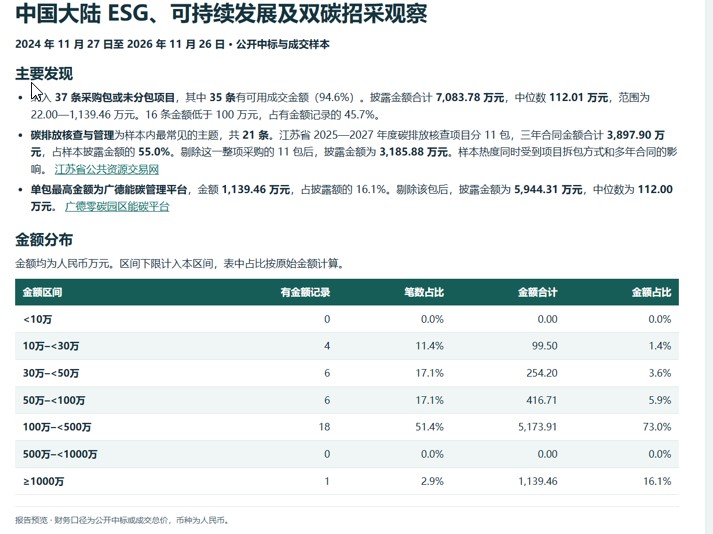 中国大陆 ESG、可持续发展及双碳招采观察
2024 年 11 月 27 日至 2026 年 11 月 26 日 · 公开中标与成交样本
主要发现
入 37 条采购包或未分包项目，其中 35 条有可用成交金额（94.6%）。披露金额合计 7,083.78 万元，中位数 112.01 万元，范围为
22.00—1,139.46 万元。16 条金额低于 100 万元，占有金额记录的 45.7%。
碳排放核查与管理为样本内最常见的主题，共 21 条。江苏省 2025—2027 年度碳排放核查项目分 11 包，三年合同金额合计 3,897.90 万
元，占样本披露金额的 55.0%。剔除这一整项采购的 11 包后，披露金额为 3,185.88 万元。样本热度同时受到项目拆包方式和多年合同的影
响。 江苏省公共资源交易网
单包最高金额为广德能碳管理平台，金额 1,139.46 万元，占披露额的 16.1%。剔除该包后，披露金额为 5,944.31 万元，中位数为 112.00
万元。 广德零碳园区能碳平台
金额分布
金额均为人民币万元。区间下限计入本区间，表中占比按原始金额计算。
金额区间 有金额记录 笔数占比 金额合计 金额占比
<10万 0 0.0% 0.00 0.0%
10万–<30万 4 11.4% 99.50 1.4%
30万–<50万 6 17.1% 254.20 3.6%
50万–<100万 6 17.1% 416.71 5.9%
100万–<500万 18 51.4% 5,173.91 73.0%
500万–<1000万 0 0.0% 0.00 0.0%
≥1000万 1 2.9% 1,139.46 16.1%
报告预览 · 财务口径为公开中标或成交总价，币种为人民币。